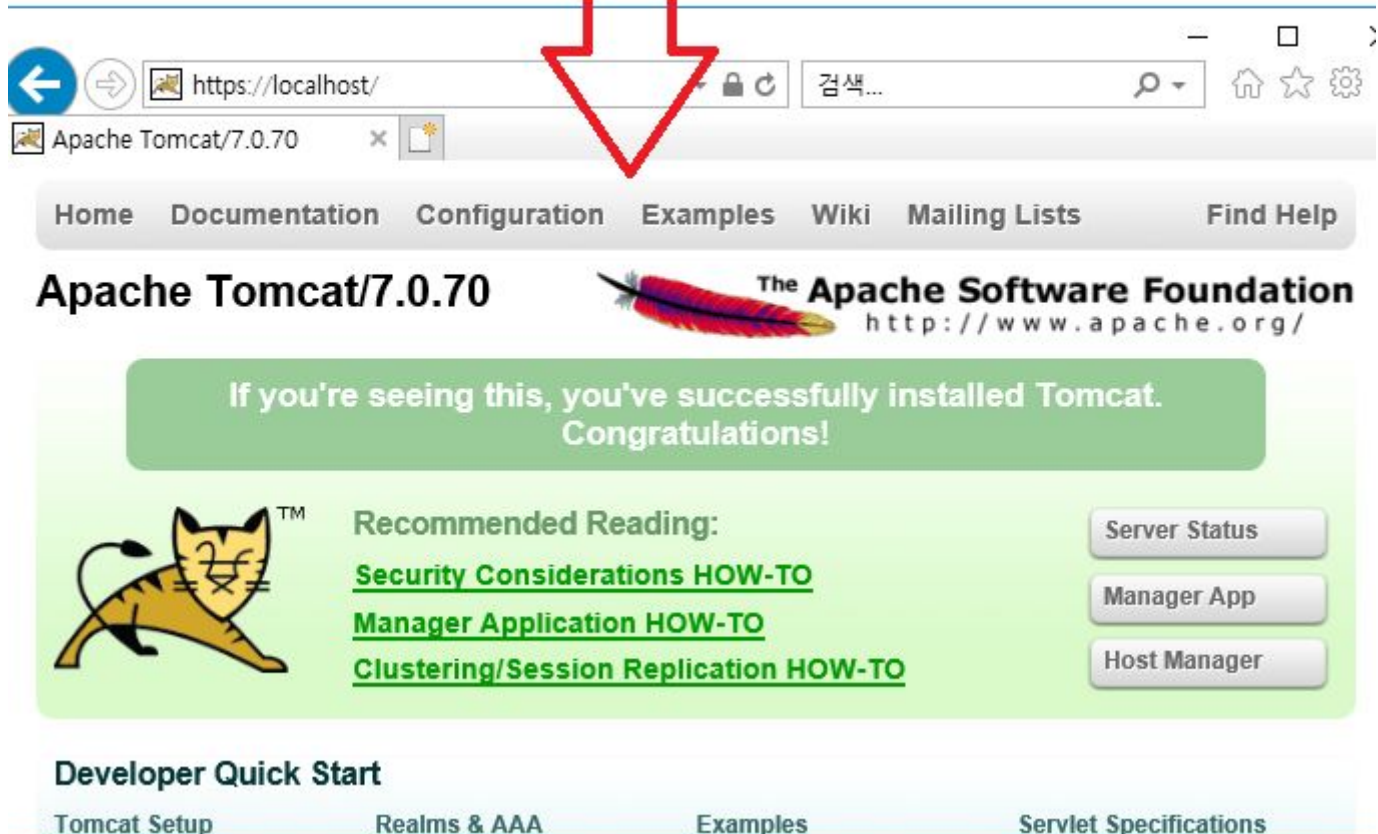 https://localhost/
검색...
Apache Tomcat/7.0.70
Home Documentation Configuration Examples Wiki Mailing Lists Find Help
Apache Tomcat/7.0.70
The Apache Software Foundation
http://www.apache.org/
If you're seeing this, you've successfully installed Tomcat.
Congratulations!
TM
Recommended Reading:
Security Considerations HOW-TO
Manager Application HOW-TO
Clustering/Session Replication HOW-TO
Server Status
Manager App
Host Manager
Developer Quick Start
Tomcat Setup
Realms & AAA
Examples
Servlet Specifications